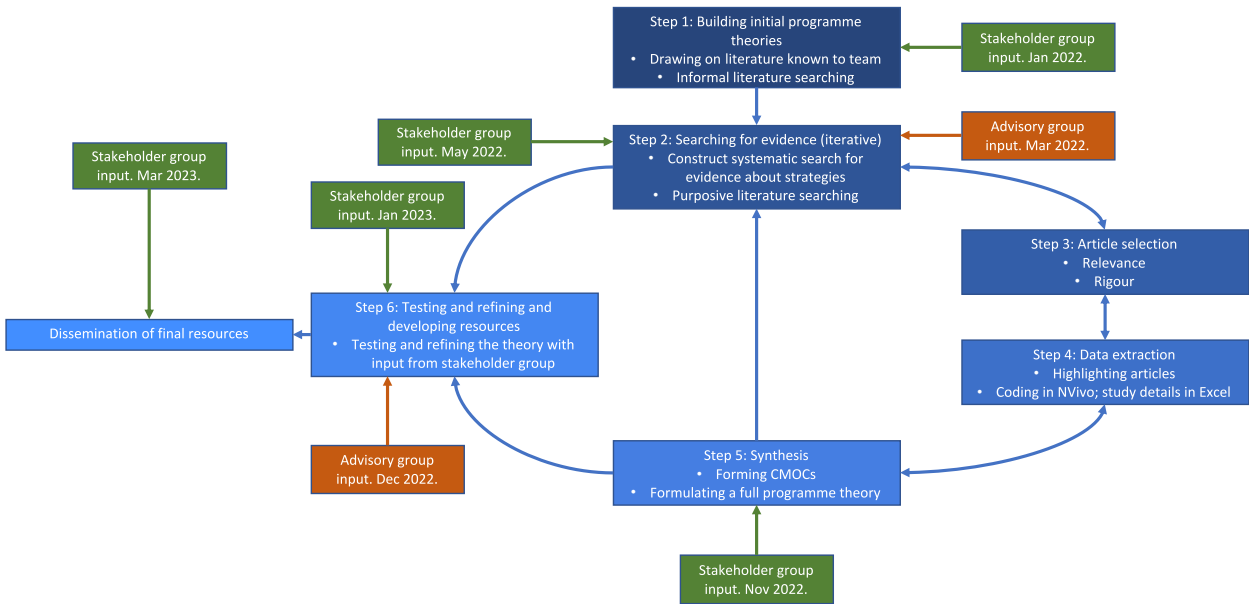 Step 1: Building initial programme
theories
• Drawing on literature known to team
• Informal literature searching
Stakeholder group
input. Jan 2022.
Stakeholder group
input. May 2022.
Step 2: Searching for evidence (iterative)
• Construct systematic search for
evidence about strategies
• Purposive literature searching
Advisory group
input. Mar 2022.
Stakeholder group
input. Mar 2023.
Stakeholder group
input. Jan 2023.
Step 3: Article selection
• Relevance
• Rigour
Step 6: Testing and refining and
developing resources
• Testing and refining the theory with
input from stakeholder group
Dissemination of final resources
Step 4: Data extraction
• Highlighting articles
• Coding in NVivo; study details in Excel
Step 5: Synthesis
• Forming CMOCs
• Formulating a full programme theory
Advisory group
input. Dec 2022.
Stakeholder group
input. Nov 2022.